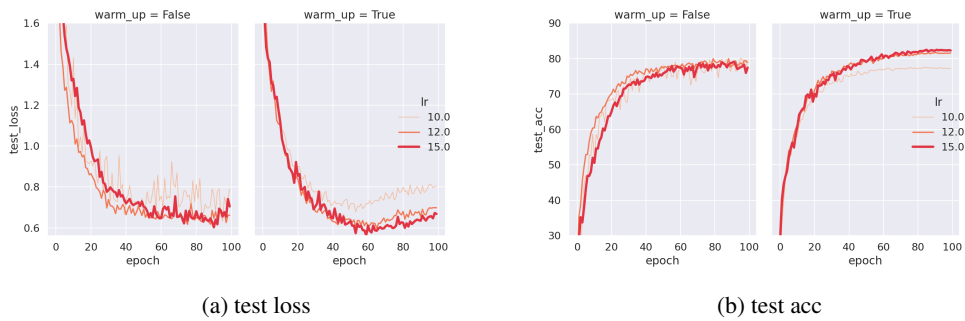 warm_up = False
warm_up = True
1.6
1.4
1.2
1.0
0.8
0.6
test_loss
0 20 40 60 80 100
epoch
0 20 40 60 80 100
epoch
lr
10.0
12.0
15.0
(a) test loss
warm_up = False
warm_up = True
90
80
70
60
50
40
30
test_acc
0 20 40 60 80 100
epoch
0 20 40 60 80 100
epoch
lr
10.0
12.0
15.0
(b) test acc